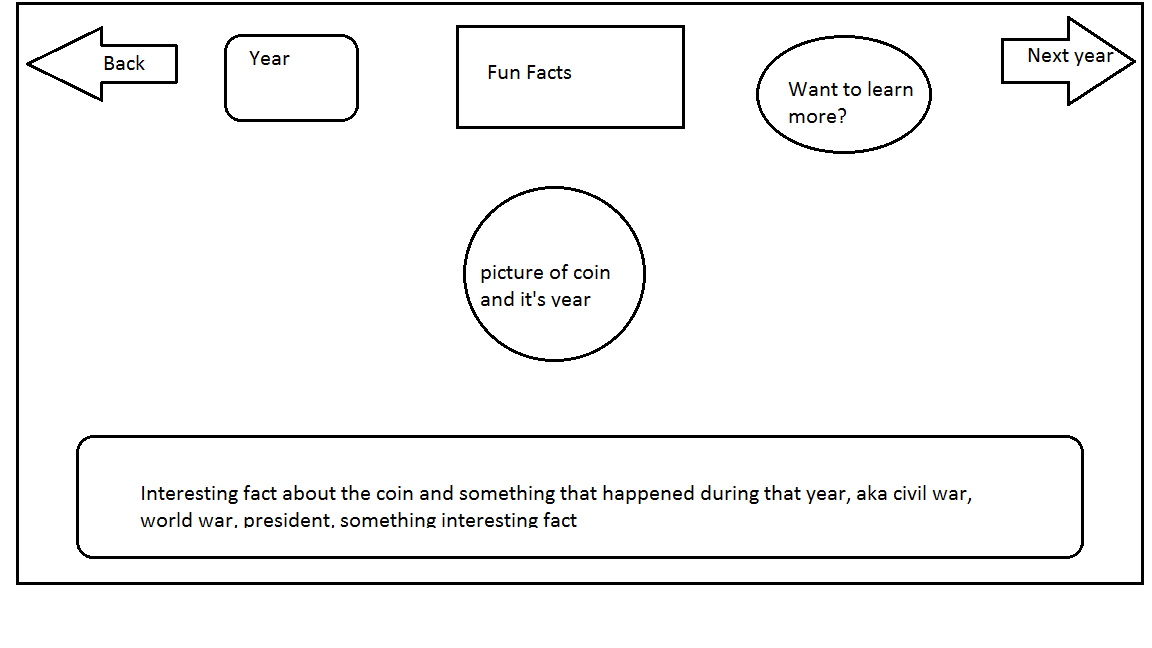 Back
Year
Fun Facts
Want to learn
more?
Next year
picture of coin
and it's year
Interesting fact about the coin and something that happened during that year, aka civil war,
world war, president, something interesting fact